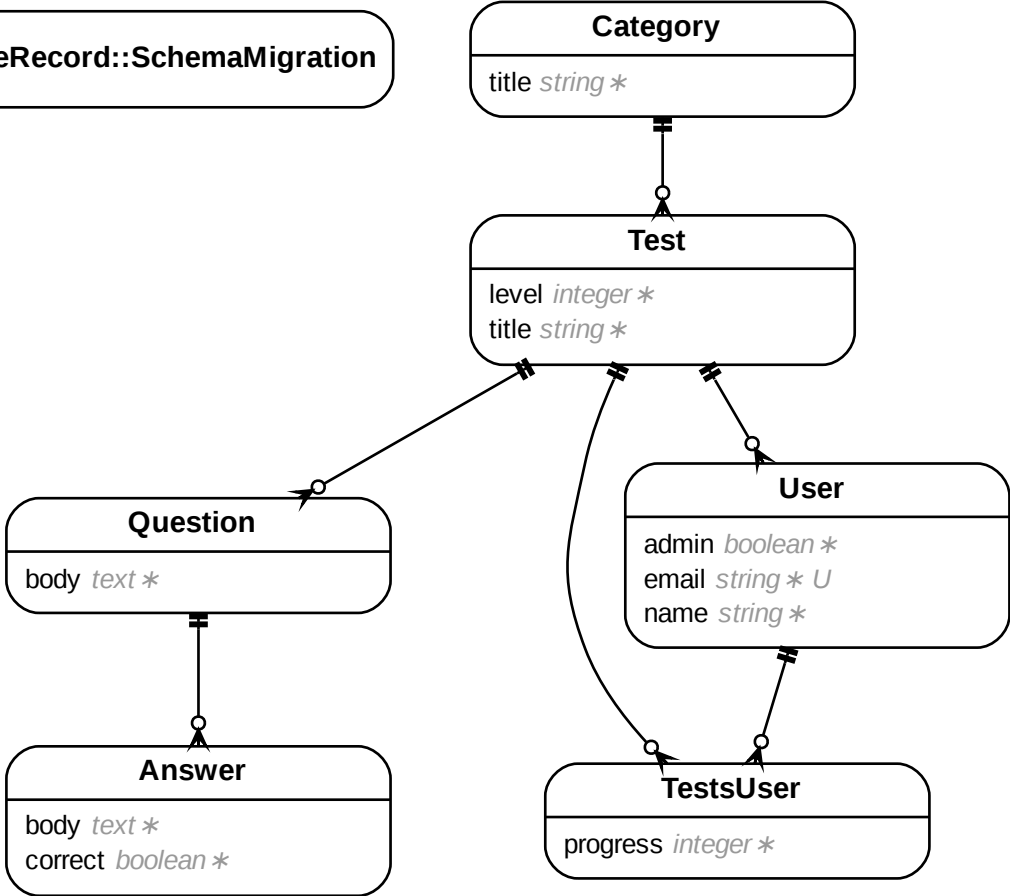 eRecord::SchemaMigration
Category
title string ∗
Test
level integer ∗
title string ∗
User
admin boolean ∗
email string ∗ U
name string ∗
Question
body text ∗
Answer
body text ∗
correct boolean ∗
TestsUser
progress integer ∗